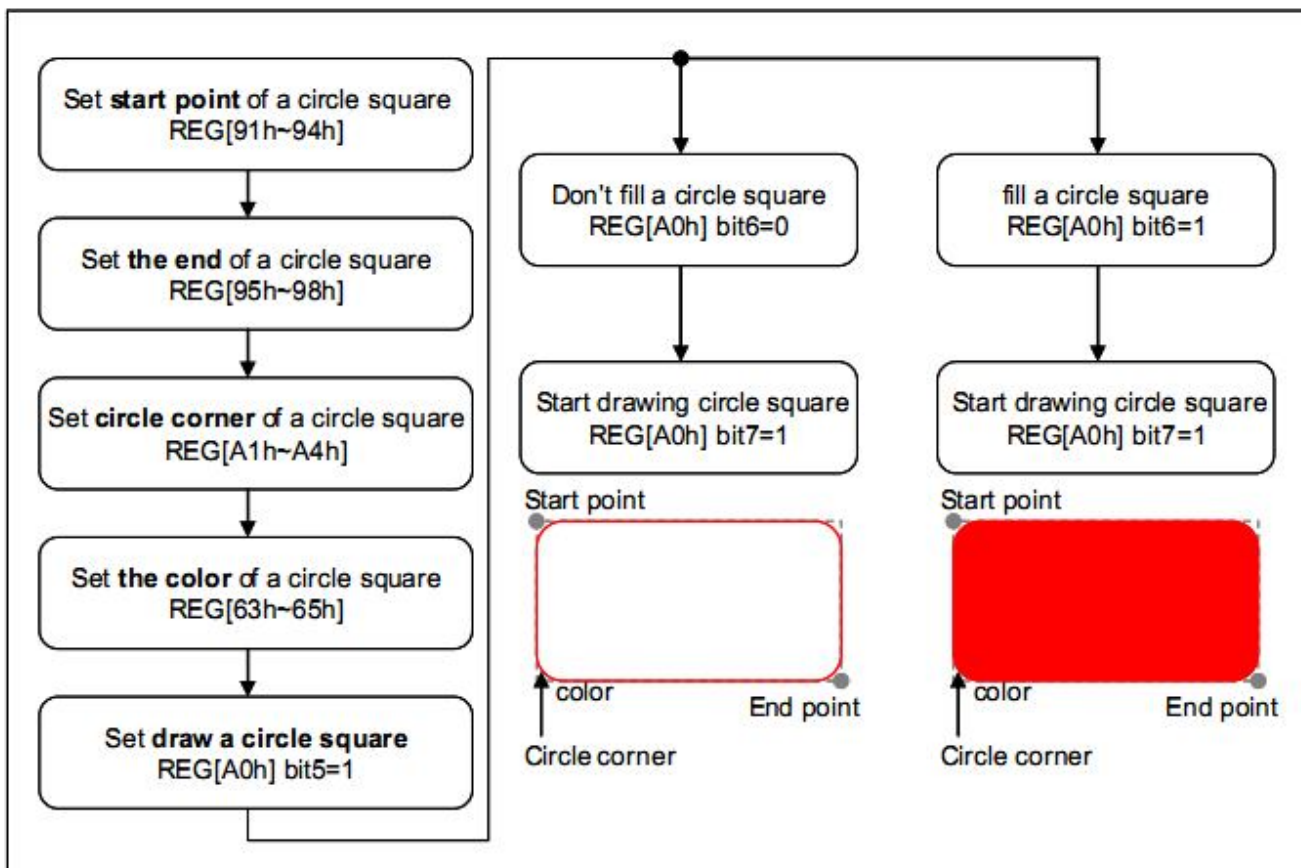 Set start point of a circle square
REG[91h~94h]
Set the end of a circle square
REG[95h~98h]
Set circle corner of a circle square
REG[A1h~A4h]
Set the color of a circle square
REG[63h~65h]
Set draw a circle square
REG[A0h] bit5=1
Don't fill a circle square
REG[A0h] bit6=0
Start drawing circle square
REG[A0h] bit7=1
Start point
color
End point
Circle corner
fill a circle square
REG[A0h] bit6=1
Start drawing circle square
REG[A0h] bit7=1
Start point
color
End point
Circle corner